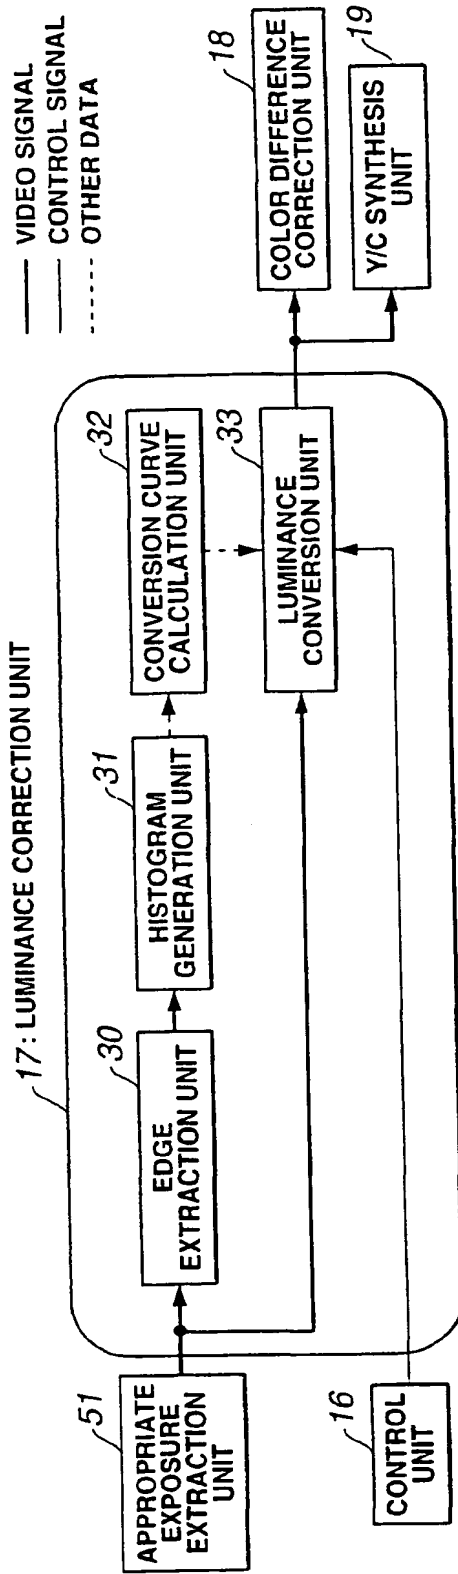 17: LUMINANCE CORRECTION UNIT
VIDEO SIGNAL
CONTROL SIGNAL
OTHER DATA
51
APPROPRIATE
EXPOSURE
EXTRACTION
UNIT
30
EDGE
EXTRACTION UNIT
31
HISTOGRAM
GENERATION UNIT
32
CONVERSION CURVE
CALCULATION UNIT
33
LUMINANCE
CONVERSION UNIT
18
COLOR DIFFERENCE
CORRECTION UNIT
19
Y/C SYNTHESIS
UNIT
16
CONTROL
UNIT